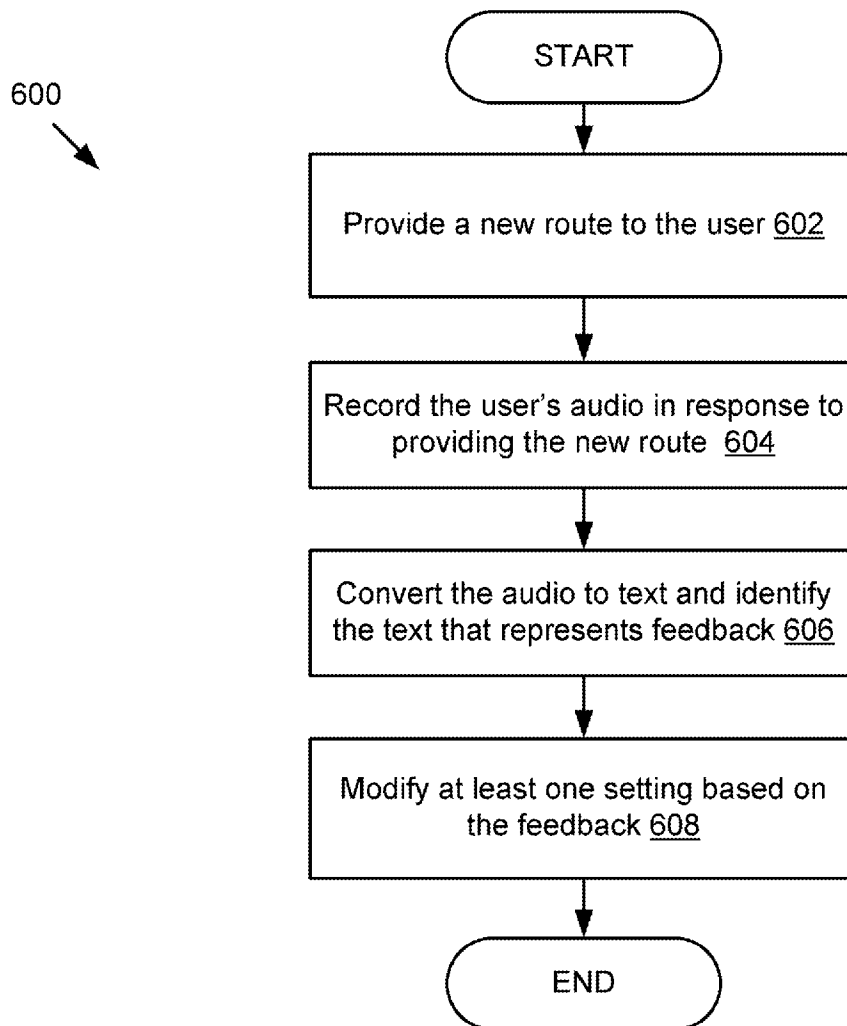 START
600
Provide a new route to the user 602
Record the user's audio in response to
providing the new route 604
Convert the audio to text and identify
the text that represents feedback 606
Modify at least one setting based on
the feedback 608
END